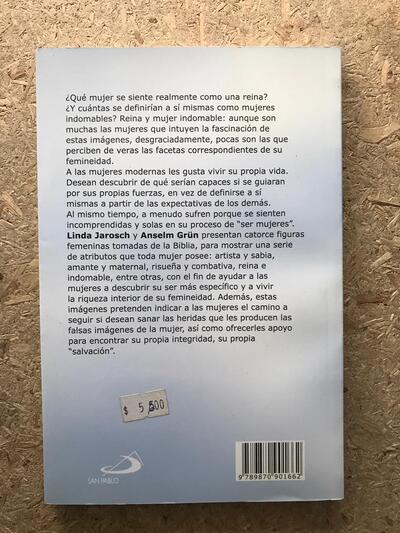 ¿Qué mujer se siente realmente como una reina?
¿Y cuántas se definirían a sí mismas como mujeres
indomables? Reina y mujer indomable: aunque son
muchas las mujeres que intuyen la fascinación de
estas imágenes, desgraciadamente, pocas son las que
perciben de veras las facetas correspondientes de su
femineidad.
A las mujeres modernas les gusta vivir su propia vida.
Desean descubrir de qué serían capaces si se guiaran
por sus propias fuerzas, en vez de definirse a sí
mismas a partir de las expectativas de los demás.
Al mismo tiempo, a menudo sufren porque se sienten
incomprendidas y solas en su proceso de “ser mujeres”.
Linda Jarosch y Anselm Grün presentan catorce figuras
femeninas tomadas de la Biblia, para mostrar una serie
de atributos que toda mujer posee: artista y sabia,
amante y maternal, risueña y combativa, reina e
indomable, entre otras, con el fin de ayudar a las
mujeres a descubrir su ser más específico y a vivir
la riqueza interior de su femineidad. Además, estas
imágenes pretenden indicar a las mujeres el camino a
seguir si desean sanar las heridas que les producen las
falsas imágenes de la mujer, así como ofrecerles apoyo
para encontrar su propia integridad, su propia
“salvación”.
$ 5,500
SAN PABLO
9 789870 901662